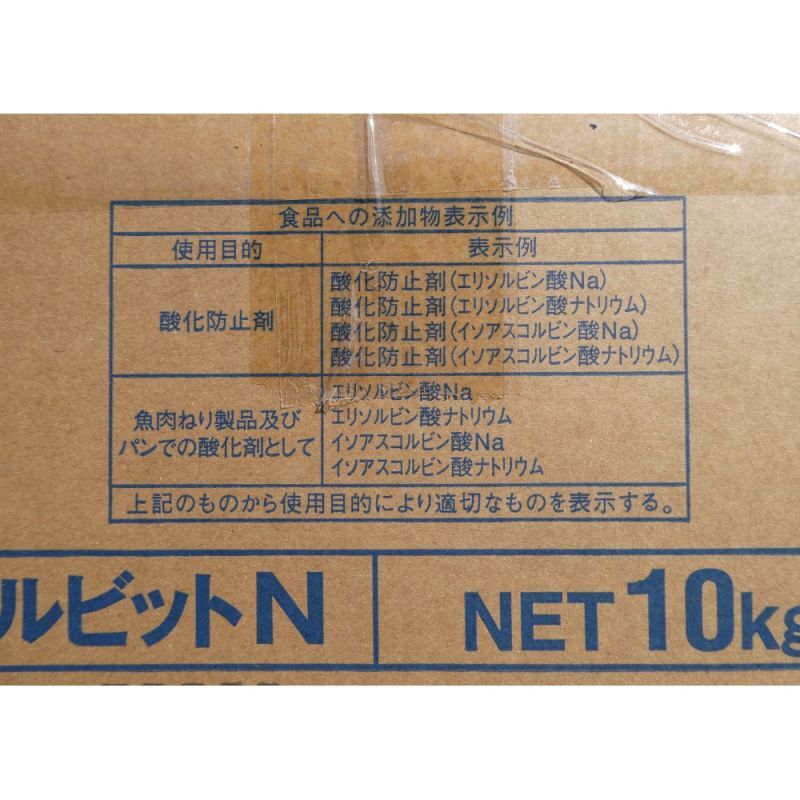 食品への添加物表示例
使用目的 表示例
酸化防止剤
酸化防止剤(エリソルビン酸Na)
酸化防止剤(エリソルビン酸ナトリウム)
酸化防止剤(イソアスコルビン酸Na)
酸化防止剤(イソアスコルビン酸ナトリウム)
魚肉ねり製品及び
パンでの酸化剤として
エリソルビン酸Na
エリソルビン酸ナトリウム
イソアスコルビン酸Na
イソアスコルビン酸ナトリウム
上記のものから使用目的により適切なものを表示する。
ルビットN
NET 10kg